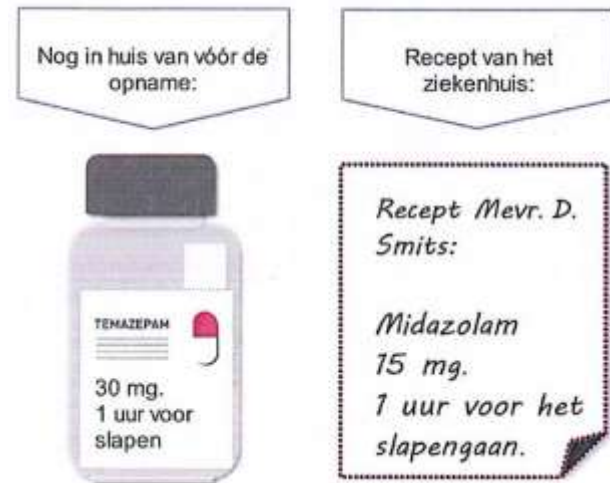 Nog in huis van vóór de
opname:
Recept van het
ziekenhuis:
TEMAZEPAM
30 mg.
1 uur voor
slapen
Recept Mevr. D.
Smits:
Midazolam
15 mg.
1 uur voor het
slapengaan.